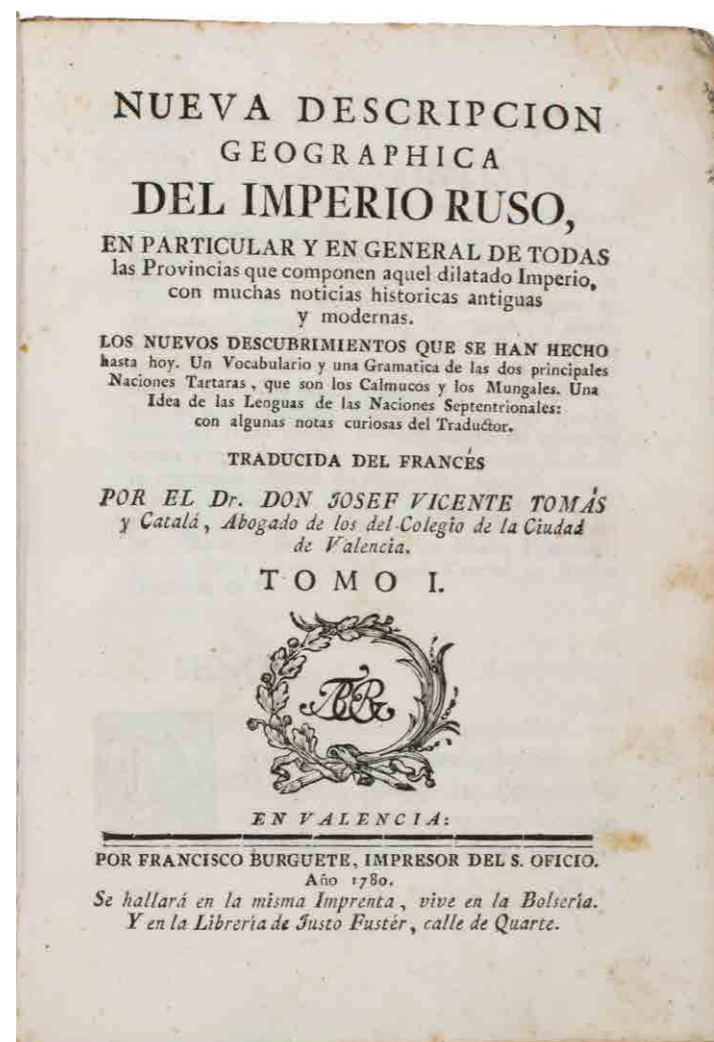 NUEVA DESCRIPCION
GEOGRAPHICA
DEL IMPERIO RUSO,
EN PARTICULAR Y EN GENERAL DE TODAS
las Provincias que componen aquel dilatado Imperio,
con muchas noticias historicas antiguas
y modernas.
LOS NUEVOS DESCUBRIMIENTOS QUE SE HAN HECHO
hasta hoy. Un Vocabulario y una Gramatica de las dos principales
Naciones Tartaras, que son los Calmucos y los Mungales. Una
Idea de las Lenguas de las Naciones Septentrionales:
con algunas notas curiosas del Traductor.
TRADUCIDA DEL FRANCÉS
POR EL Dr. DON JOSEF VICENTE TOMÁS
y Catalá, Abogado de los del Colegio de la Ciudad
de Valencia.
TOMO I.
EN VALENCIA:
POR FRANCISCO BURGUETE, IMPRESOR DEL S. OFICIO.
Año 1780.
Se hallará en la misma Imprenta, vive en la Bolsería.
Y en la Librería de Justo Fustér, calle de Quarte.